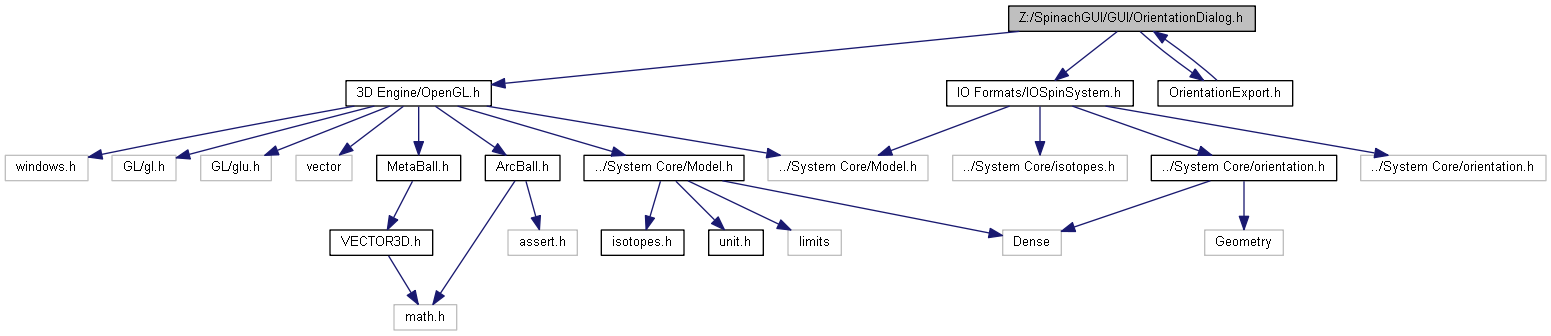 Z:/SpinachGUI/GUI/OrientationDialog.h
3D Engine/OpenGL.h
IO Formats/IOSpinSystem.h
OrientationExport.h
windows.h
GL/gl.h
GL/glu.h
vector
MetaBall.h
ArcBall.h
../System Core/Model.h
../System Core/Model.h
../System Core/isotopes.h
../System Core/orientation.h
../System Core/orientation.h
VECTOR3D.h
assert.h
isotopes.h
unit.h
limits
Dense
Geometry
math.h